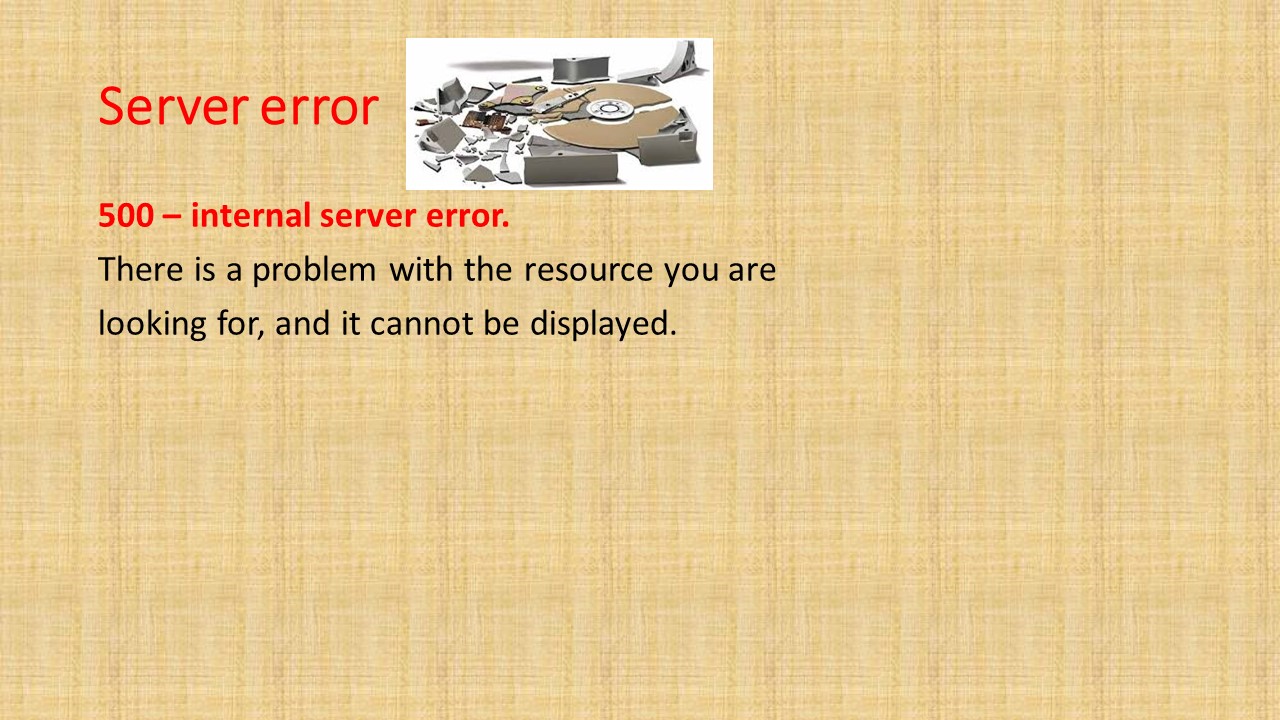 Server error
500 – internal server error.
There is a problem with the resource you are
looking for, and it cannot be displayed.